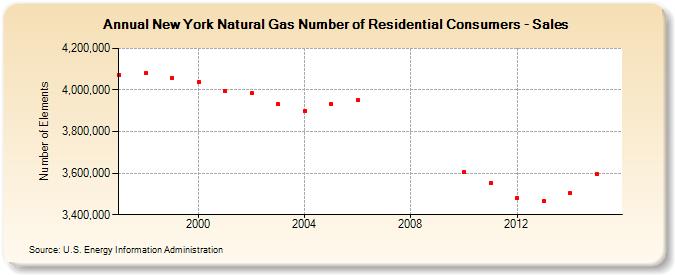 Annual New York Natural Gas Number of Residential Consumers - Sales
Number of Elements
4,200,000
4,000,000
3,800,000
3,600,000
3,400,000
2000 2004 2008 2012
Source: U.S. Energy Information Administration